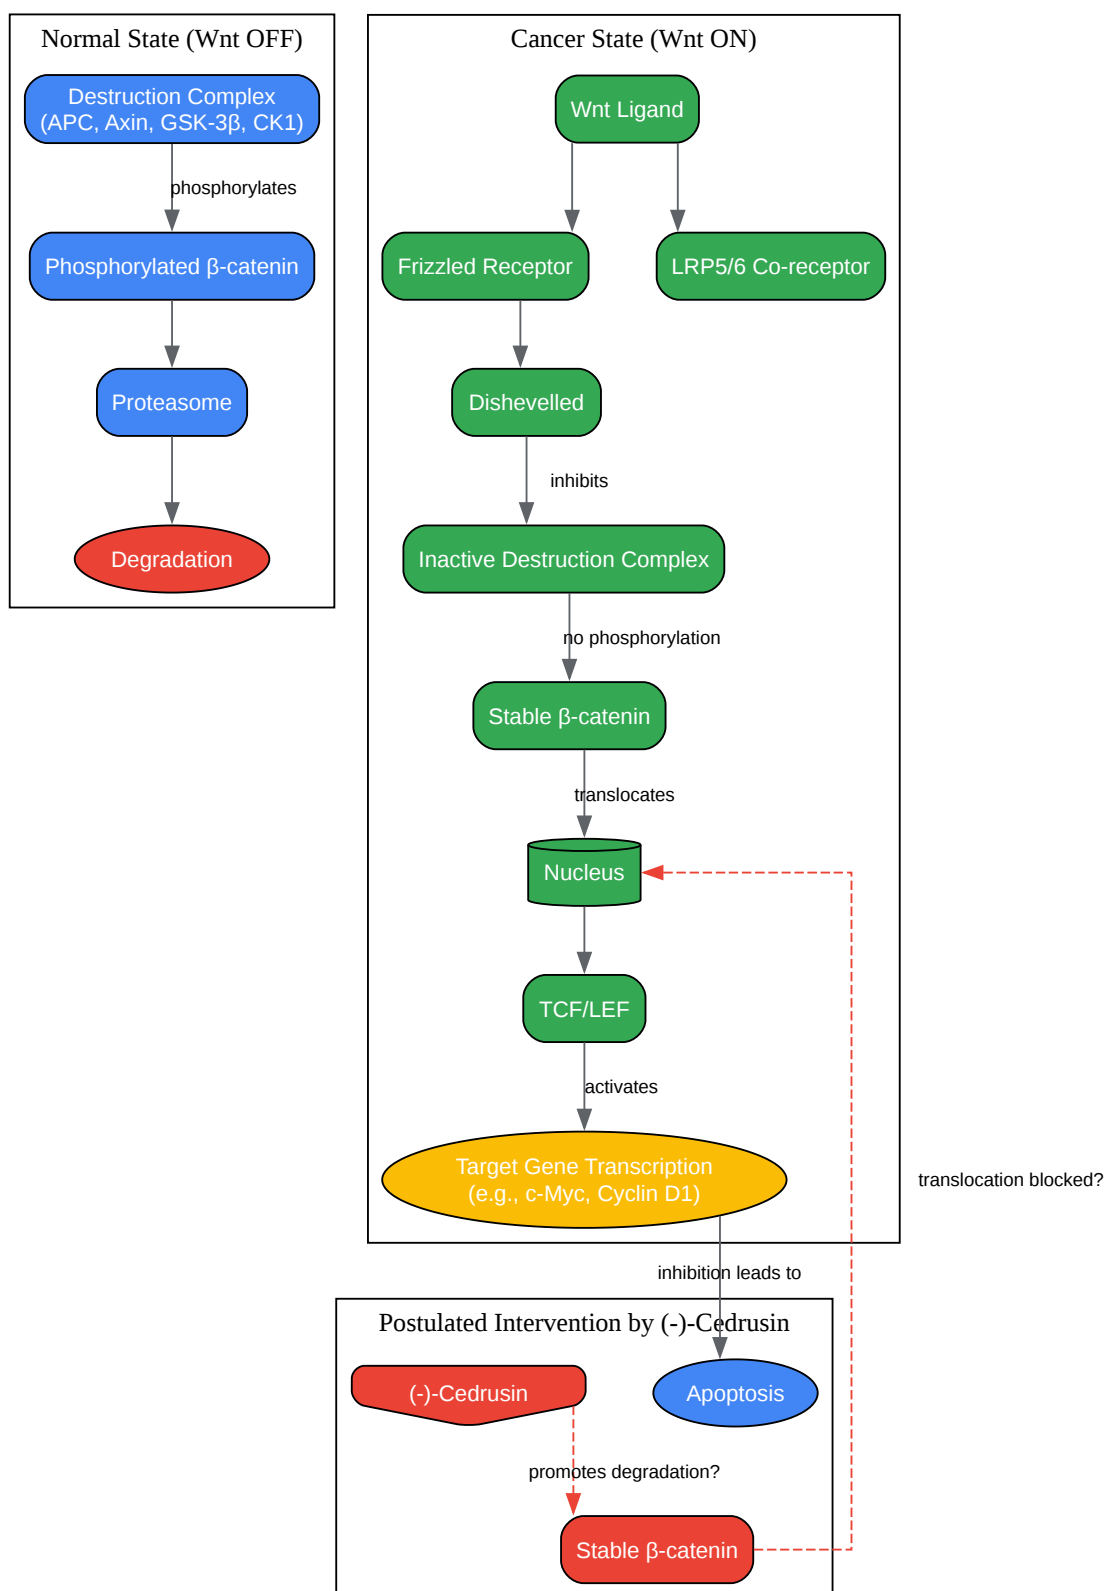 Normal State (Wnt OFF)
Destruction Complex
(APC, Axin, GSK-3β, CK1)
phosphorylates
Phosphorylated β-catenin
Proteasome
Degradation
Cancer State (Wnt ON)
Wnt Ligand
Frizzled Receptor
LRP5/6 Co-receptor
Dishevelled
inhibits
Inactive Destruction Complex
no phosphorylation
Stable β-catenin
translocates
Nucleus
TCF/LEF
activates
Target Gene Transcription
(e.g., c-Myc, Cyclin D1)
translocation blocked?
inhibition leads to
Postulated Intervention by (-)-Cedrusin
(-)-Cedrusin
Apoptosis
promotes degradation?
Stable β-catenin